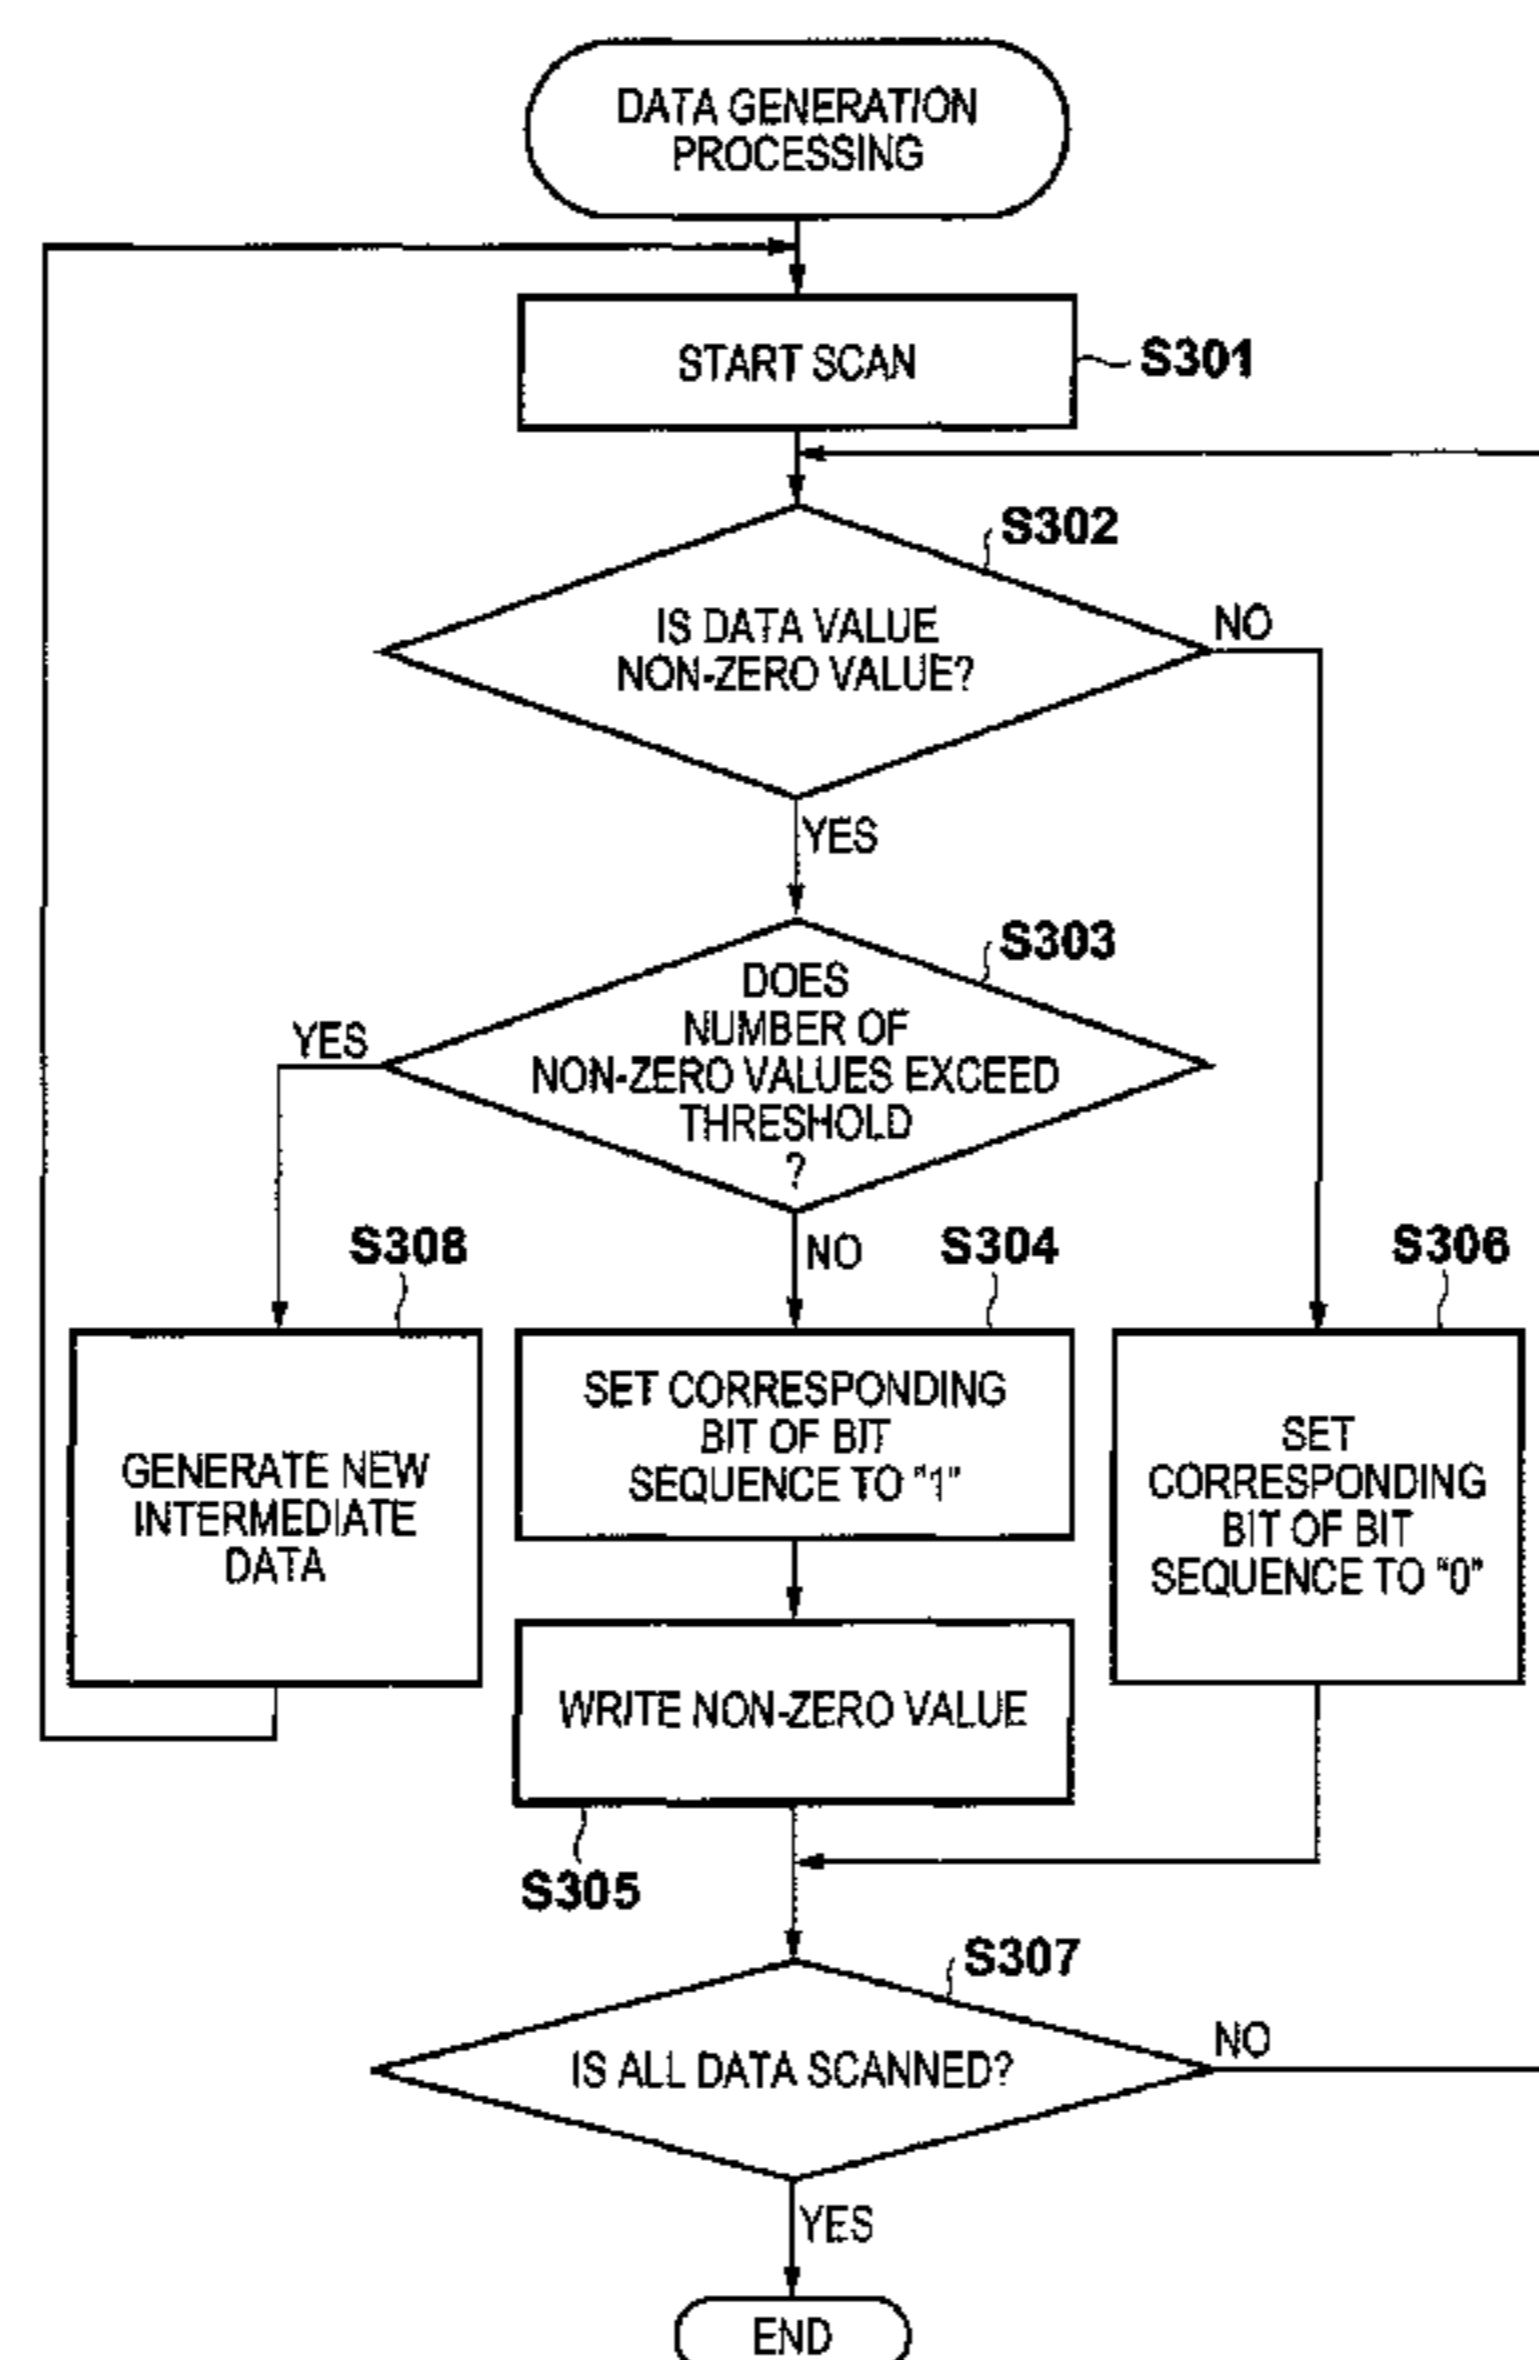 DATA GENERATION
PROCESSING
START SCAN
S301
S302
IS DATA VALUE
NON-ZERO VALUE?
NO
YES
S303
DOES
NUMBER OF
NON-ZERO VALUES EXCEED
THRESHOLD
?
YES
NO
S308
S304
S306
GENERATE NEW
INTERMEDIATE
DATA
SET CORRESPONDING
BIT OF BIT
SEQUENCE TO "1"
SET
CORRESPONDING
BIT OF BIT
SEQUENCE TO "0"
WRITE NON-ZERO VALUE
S305
S307
IS ALL DATA SCANNED?
NO
YES
END